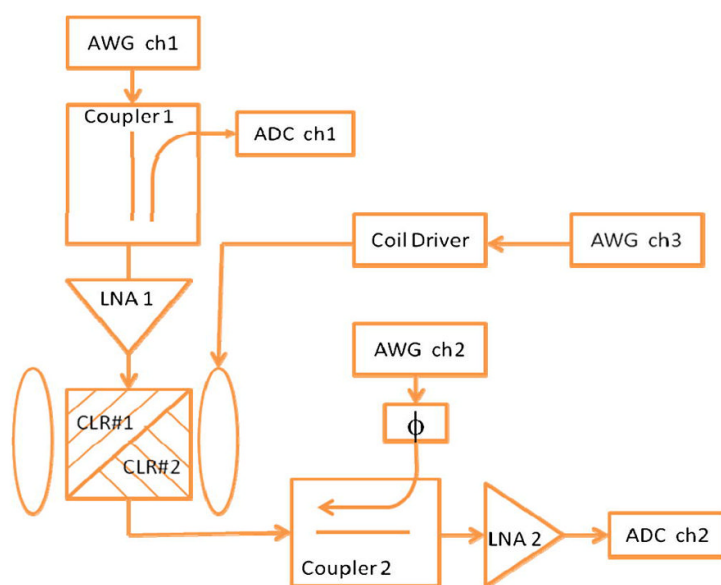 AWG ch1
Coupler 1
ADC ch1
Coil Driver
AWG ch3
LNA 1
AWG ch2
CLR#1
ϕ
CLR#2
LNA 2
ADC ch2
Coupler 2